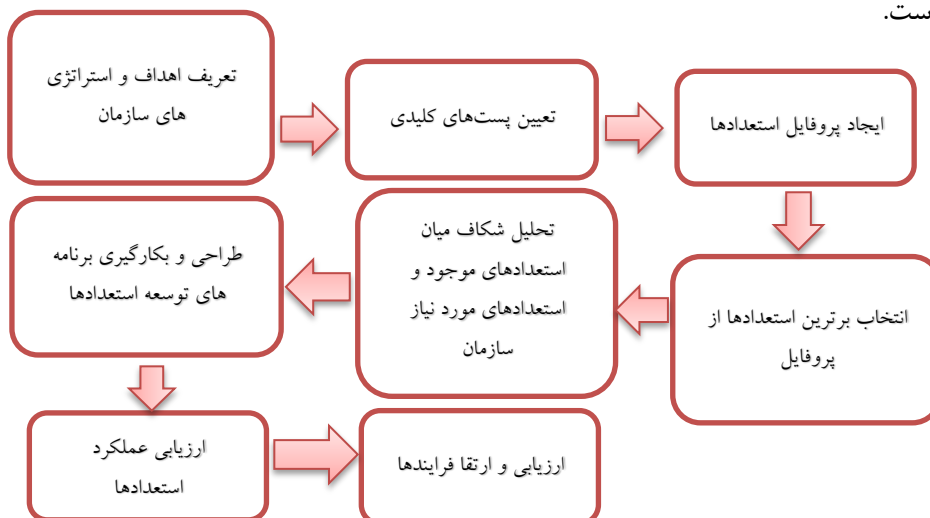 ست.
تعریف اهداف و استراتژی
های سازمان
تعیین پست‌های کلیدی
ایجاد پروفایل استعدادها
انتخاب برترین استعدادها از
پروفایل
تحلیل شکاف میان
استعدادهای موجود و
استعدادهای مورد نیاز
سازمان
طراحی و بکارگیری برنامه
های توسعه استعدادها
ارزیابی عملکرد
استعدادها
ارزیابی و ارتقا فرایندها